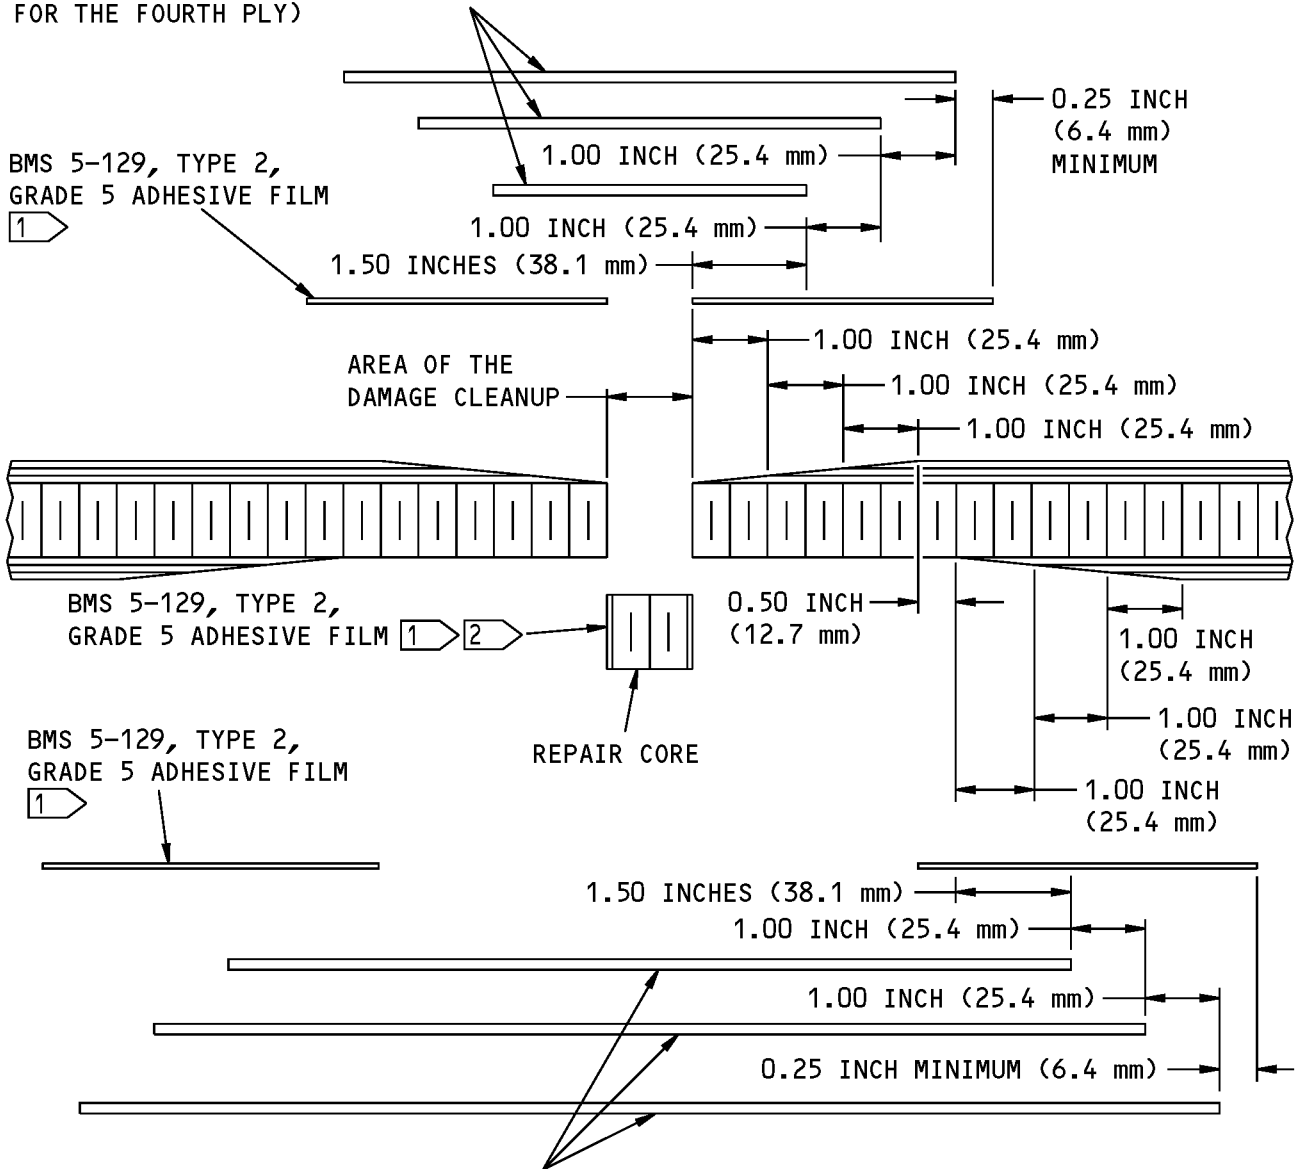 FOR THE FOURTH PLY)
0.25 INCH
(6.4 mm)
MINIMUM
1.00 INCH (25.4 mm)
BMS 5-129, TYPE 2,
GRADE 5 ADHESIVE FILM
1
1.00 INCH (25.4 mm)
1.50 INCHES (38.1 mm)
1.00 INCH (25.4 mm)
AREA OF THE
DAMAGE CLEANUP
1.00 INCH (25.4 mm)
1.00 INCH (25.4 mm)
BMS 5-129, TYPE 2,
GRADE 5 ADHESIVE FILM 1 2
0.50 INCH
(12.7 mm)
1.00 INCH
(25.4 mm)
1.00 INCH
(25.4 mm)
REPAIR CORE
BMS 5-129, TYPE 2,
GRADE 5 ADHESIVE FILM
1
1.00 INCH
(25.4 mm)
1.50 INCHES (38.1 mm)
1.00 INCH (25.4 mm)
1.00 INCH (25.4 mm)
0.25 INCH MINIMUM (6.4 mm)